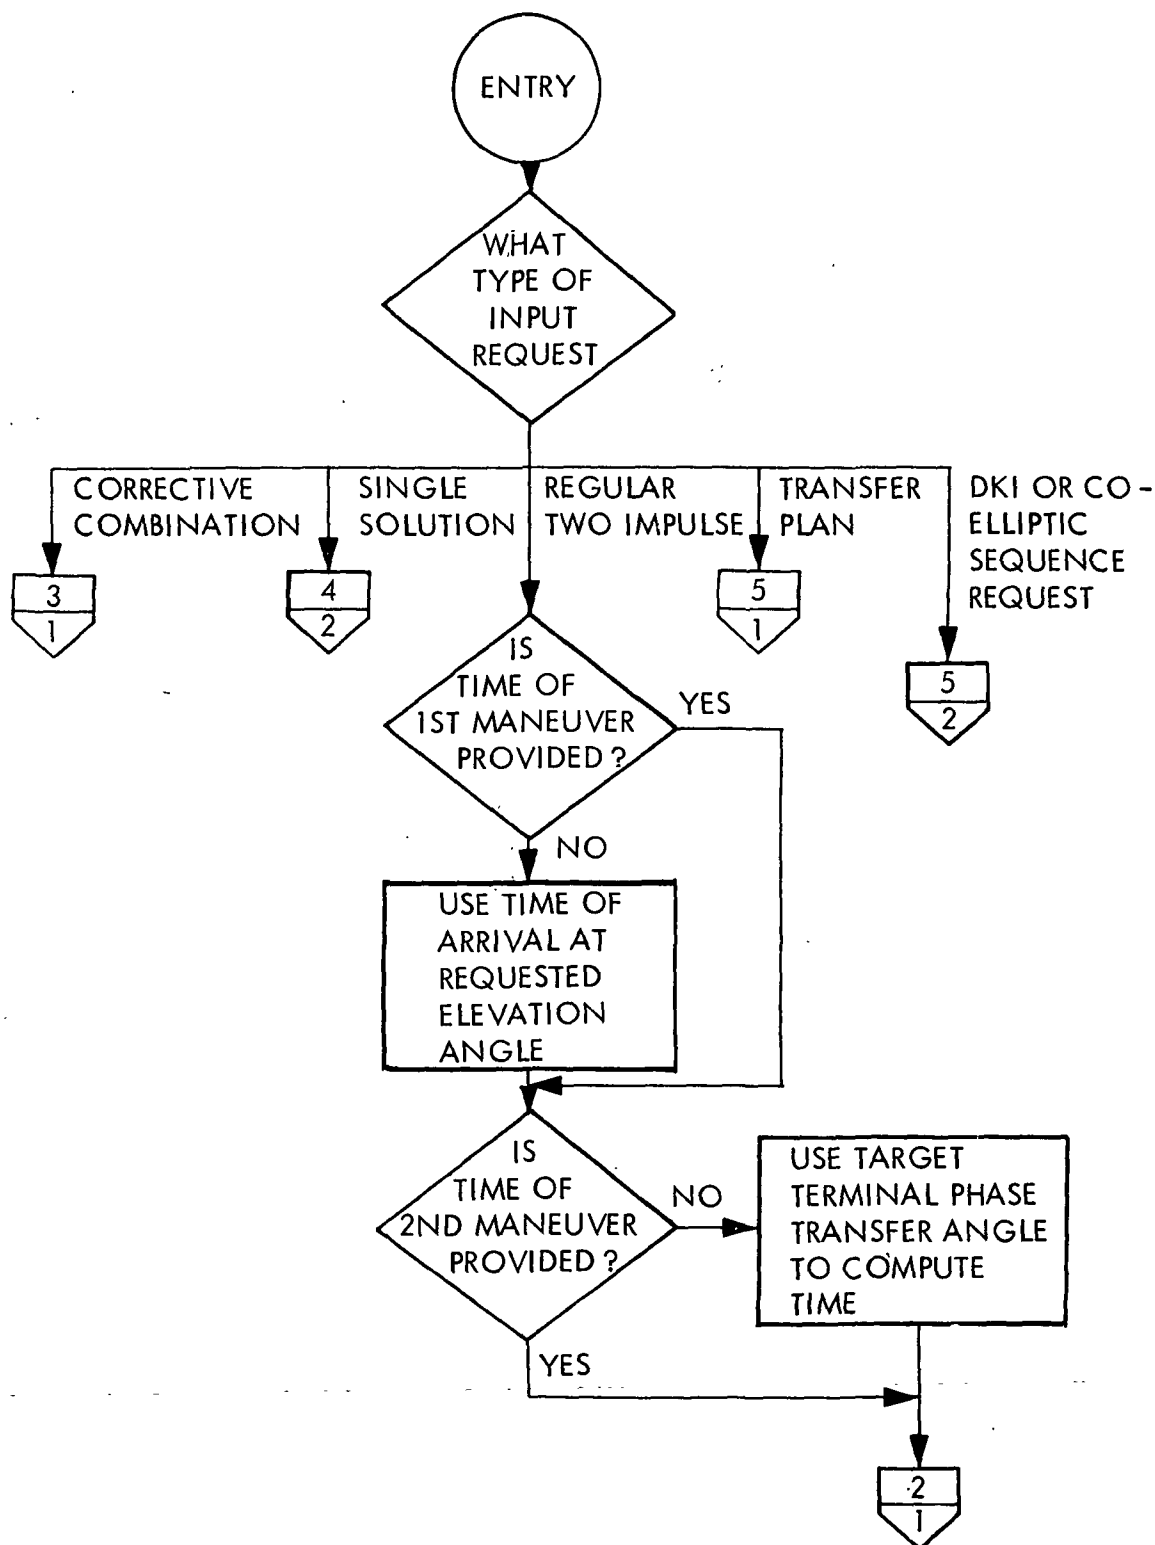 ENTRY
WHAT
TYPE OF
INPUT
REQUEST
CORRECTIVE
COMBINATION
SINGLE
SOLUTION
REGULAR
TWO IMPULSE
TRANSFER
PLAN
DKI OR CO-
ELLIPTIC
SEQUENCE
REQUEST
3
1
4
2
5
1
5
2
IS
TIME OF
1ST MANEUVER
PROVIDED?
YES
NO
USE TIME OF
ARRIVAL AT
REQUESTED
ELEVATION
ANGLE
IS
TIME OF
2ND MANEUVER
PROVIDED?
NO
USE TARGET
TERMINAL PHASE
TRANSFER ANGLE
TO COMPUTE
TIME
YES
2
1